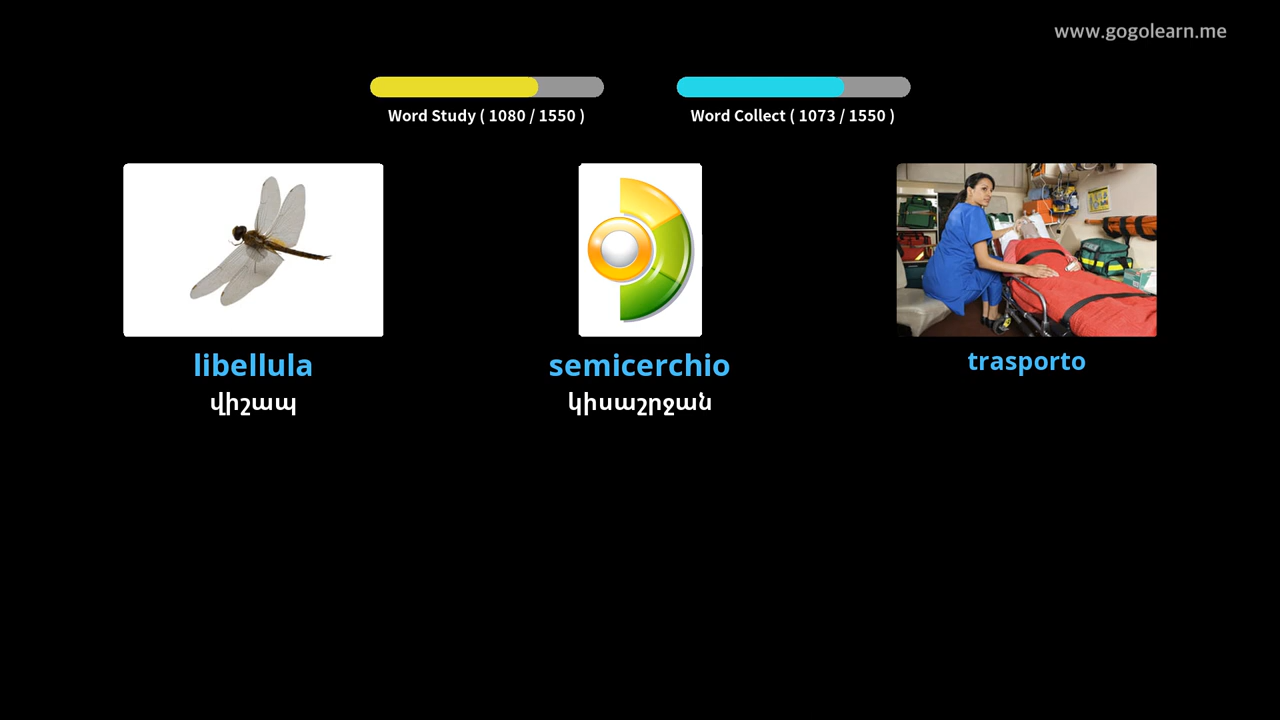 www.gogolearn.me
Word Study ( 1080 / 1550 )
Word Collect ( 1073 / 1550 )
libellula
վիշապ
semicerchio
կիսաշրջան
trasporto